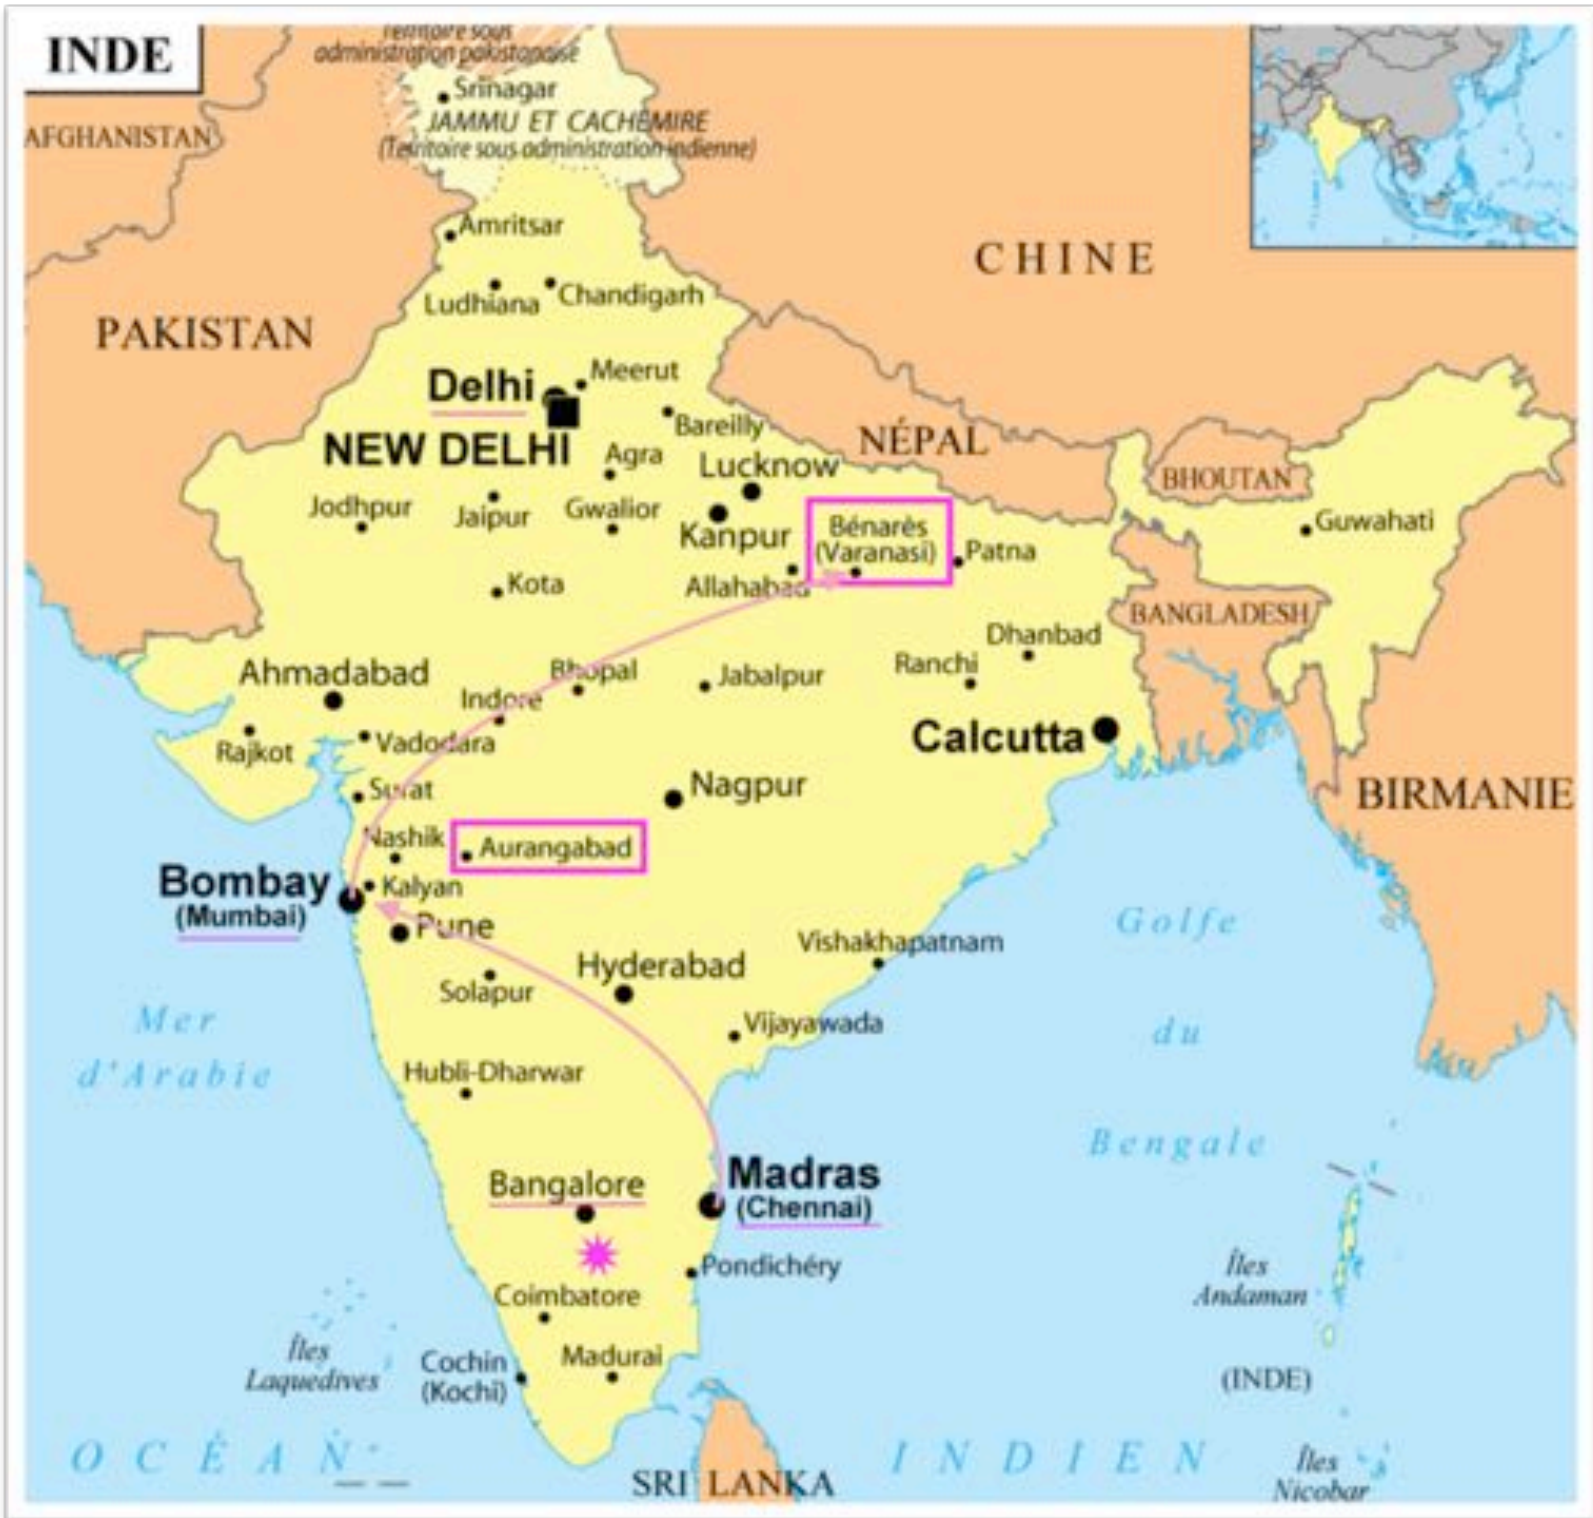 INDE
Territoire sous
administration pakistanaise
Srinagar
JAMMU ET CACHEMIRE
(Territoire sous administration indienne)
AFGHANISTAN
Amritsar
CHINE
Ludhiana
Chandigarh
PAKISTAN
Delhi
Meerut
NEW DELHI
Bareilly
Agra
Lucknow
NÉPAL
BHOUTAN
Jodhpur
Jaipur
Gwalior
Kanpur
Bénarès
(Varanasi)
Patna
Guwahati
Kota
Allahabad
BANGLADESH
Dhanbad
Ahmadabad
Indore
Bhopal
Jabalpur
Ranchi
Rajkot
Vadodara
Calcutta
Surat
Nagpur
BIRMANIE
Nashik
Aurangabad
Bombay
(Mumbai)
Kalyan
Pune
Golfe
du
Bengale
Vishakhapatnam
Hyderabad
Solapur
Mer
d'Arabie
Vijayawada
Hubli-Dharwar
Bangalore
Madras
(Chennai)
Pondichéry
Îles
Andaman
Coimbatore
Îles
Laquedives
Cochin
(Kochi)
Madurai
(INDE)
OCÉAN INDIEN
SRI LANKA
Îles
Nicobar